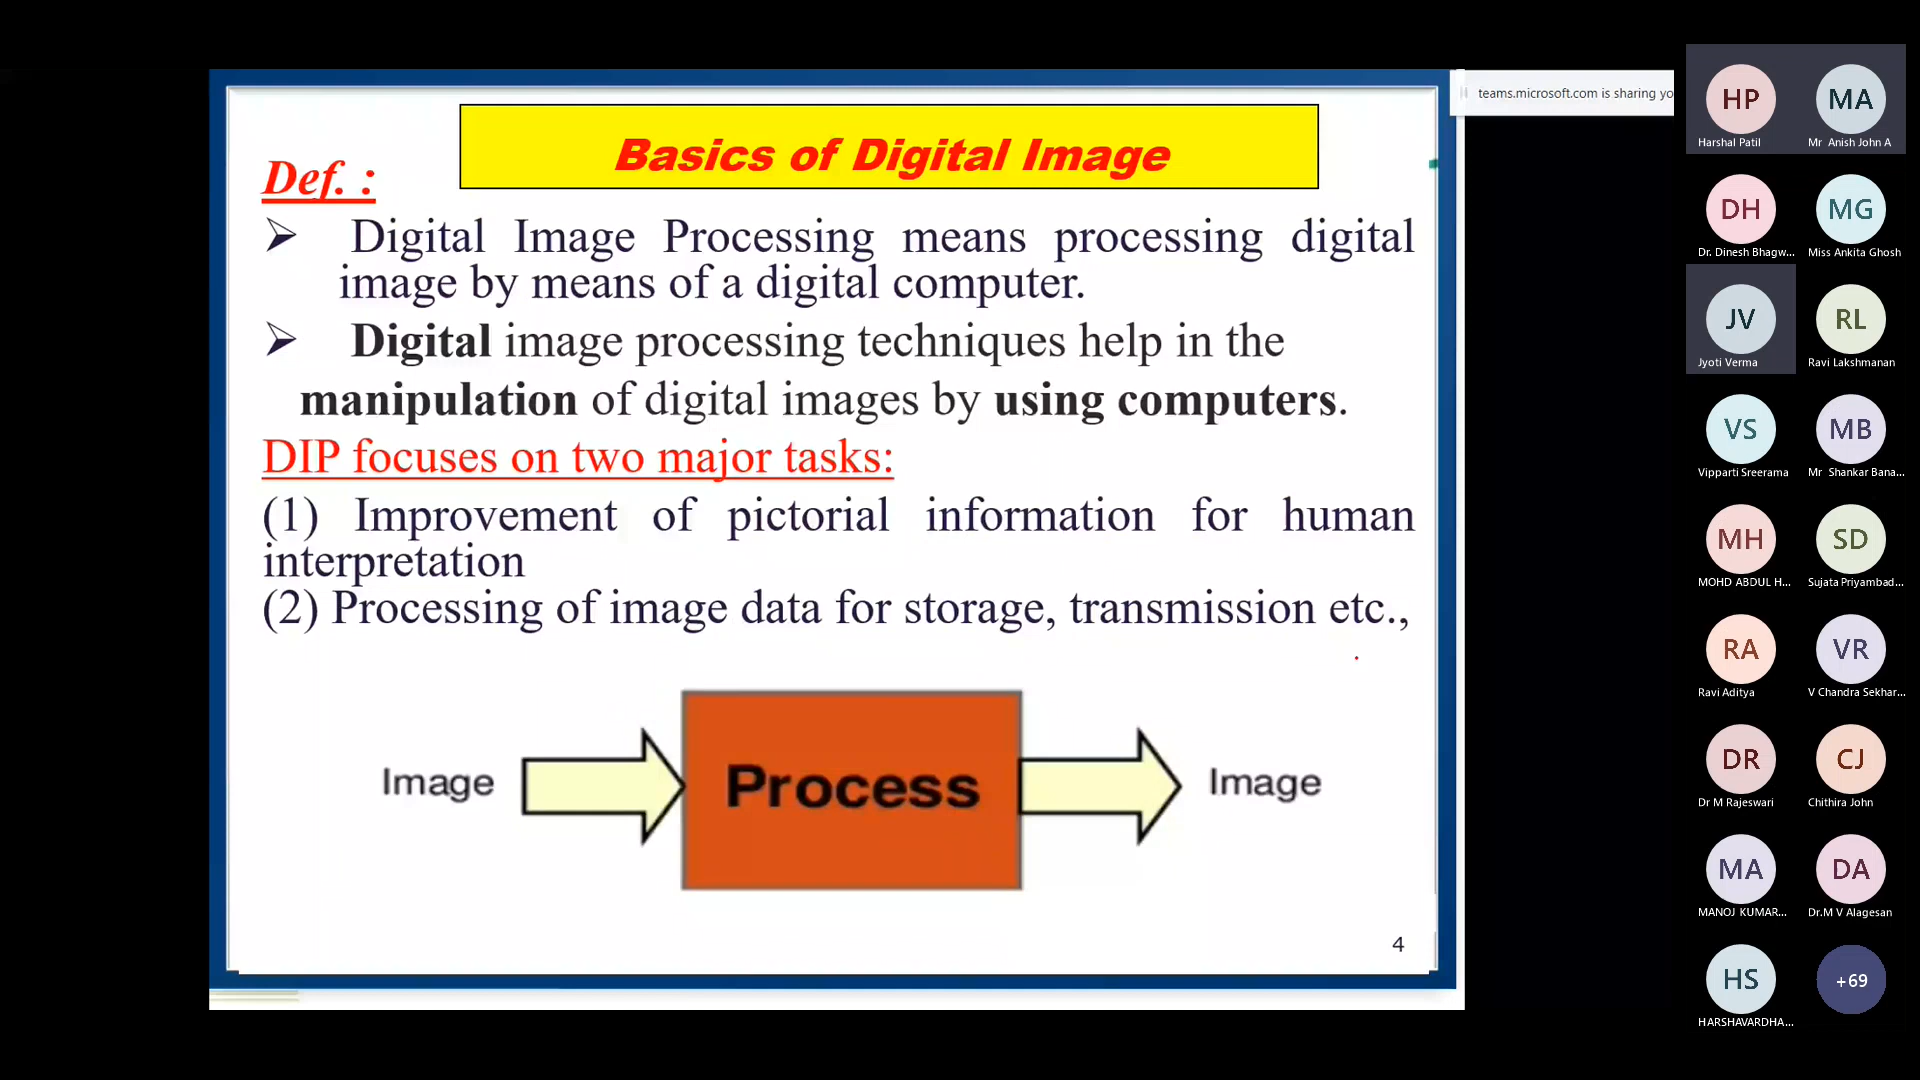 Basics of Digital Image
Def. :
➢ Digital Image Processing means processing digital
image by means of a digital computer.
➢ Digital image processing techniques help in the
manipulation of digital images by using computers.
DIP focuses on two major tasks:
(1) Improvement of pictorial information for human
interpretation
(2) Processing of image data for storage, transmission etc.,
Image
Process
Image
4
teams.microsoft.com is sharing yo
HP
Harshal Patil
MA
Mr Anish John A
DH
Dr. Dinesh Bhagw...
MG
Miss Ankita Ghosh
JV
Jyoti Verma
RL
Ravi Lakshmanan
VS
Vipparti Sreerama
MB
Mr Shankar Bana...
MH
MOHD ABDUL H...
SD
Sujata Priyambad...
RA
Ravi Aditya
VR
V Chandra Sekhar...
DR
Dr M Rajeswari
CJ
Chithira John
MA
MANOJ KUMAR...
DA
Dr.M V Alagesan
HS
HARSHAVARDHA...
+69